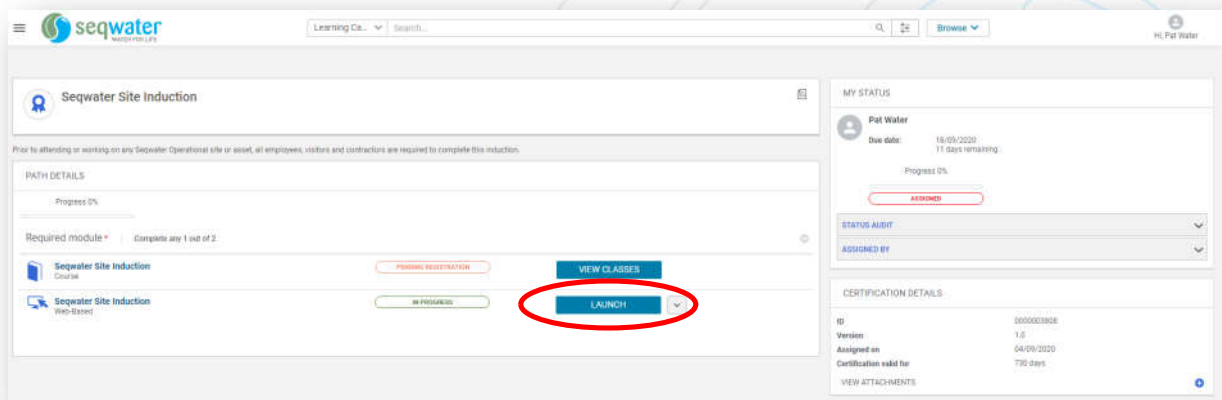 seqwater
WATER FOR LIFE
Learning Ce...
Search...
Browse
Hi, Pat Water
Seqwater Site Induction
Prior to attending or working on any Seqwater Operational site or asset, all employees, visitors and contractors are required to complete this induction.
PATH DETAILS
Progress 0%
Required module * Complete any 1 out of 2
Seqwater Site Induction
Course
PENDING REGISTRATION
VIEW CLASSES
Seqwater Site Induction
Web-Based
IN PROGRESS
LAUNCH
MY STATUS
Pat Water
Due date:
11 days remaining
Progress 0%
ASSIGNED
STATUS AUDIT
ASSIGNED BY
CERTIFICATION DETAILS
ID 0000003808
Version 1.0
Assigned on 04/09/2020
Certification valid for 730 days
VIEW ATTACHMENTS